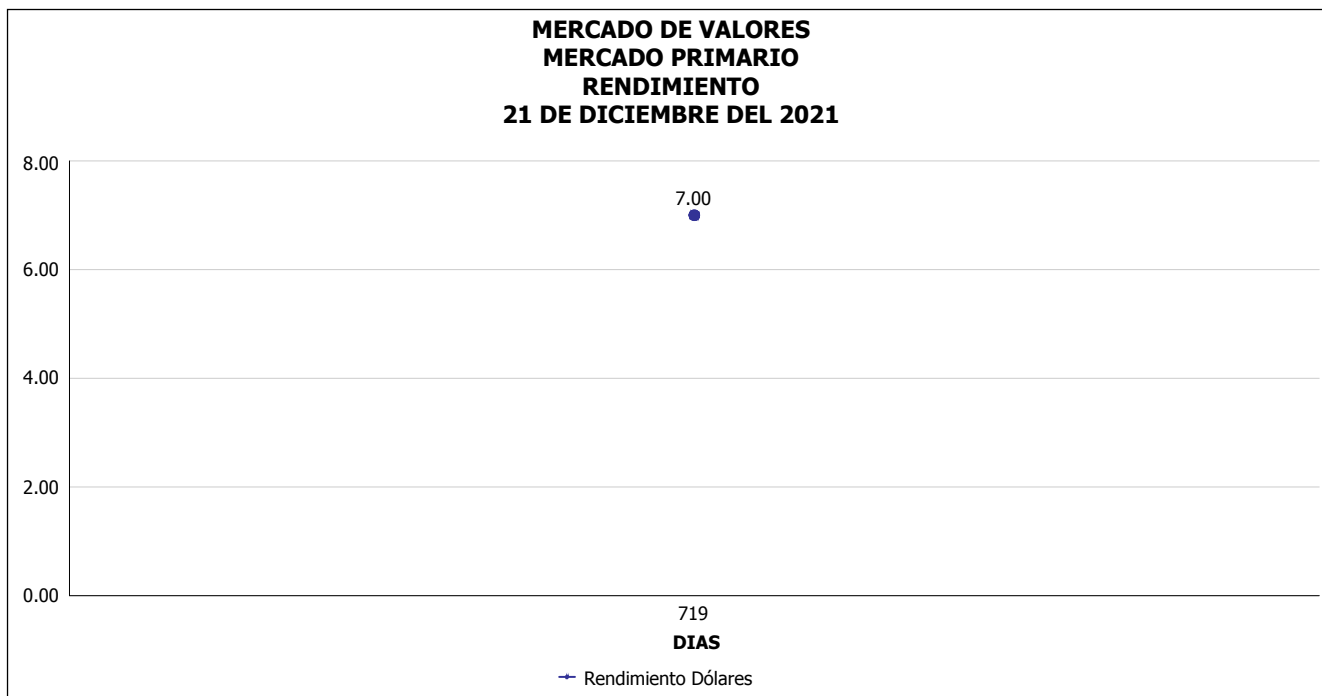 MERCADO DE VALORES
MERCADO PRIMARIO
RENDIMIENTO
21 DE DICIEMBRE DEL 2021
8.00
7.00
6.00
4.00
2.00
0.00
719
DIAS
Rendimiento Dólares